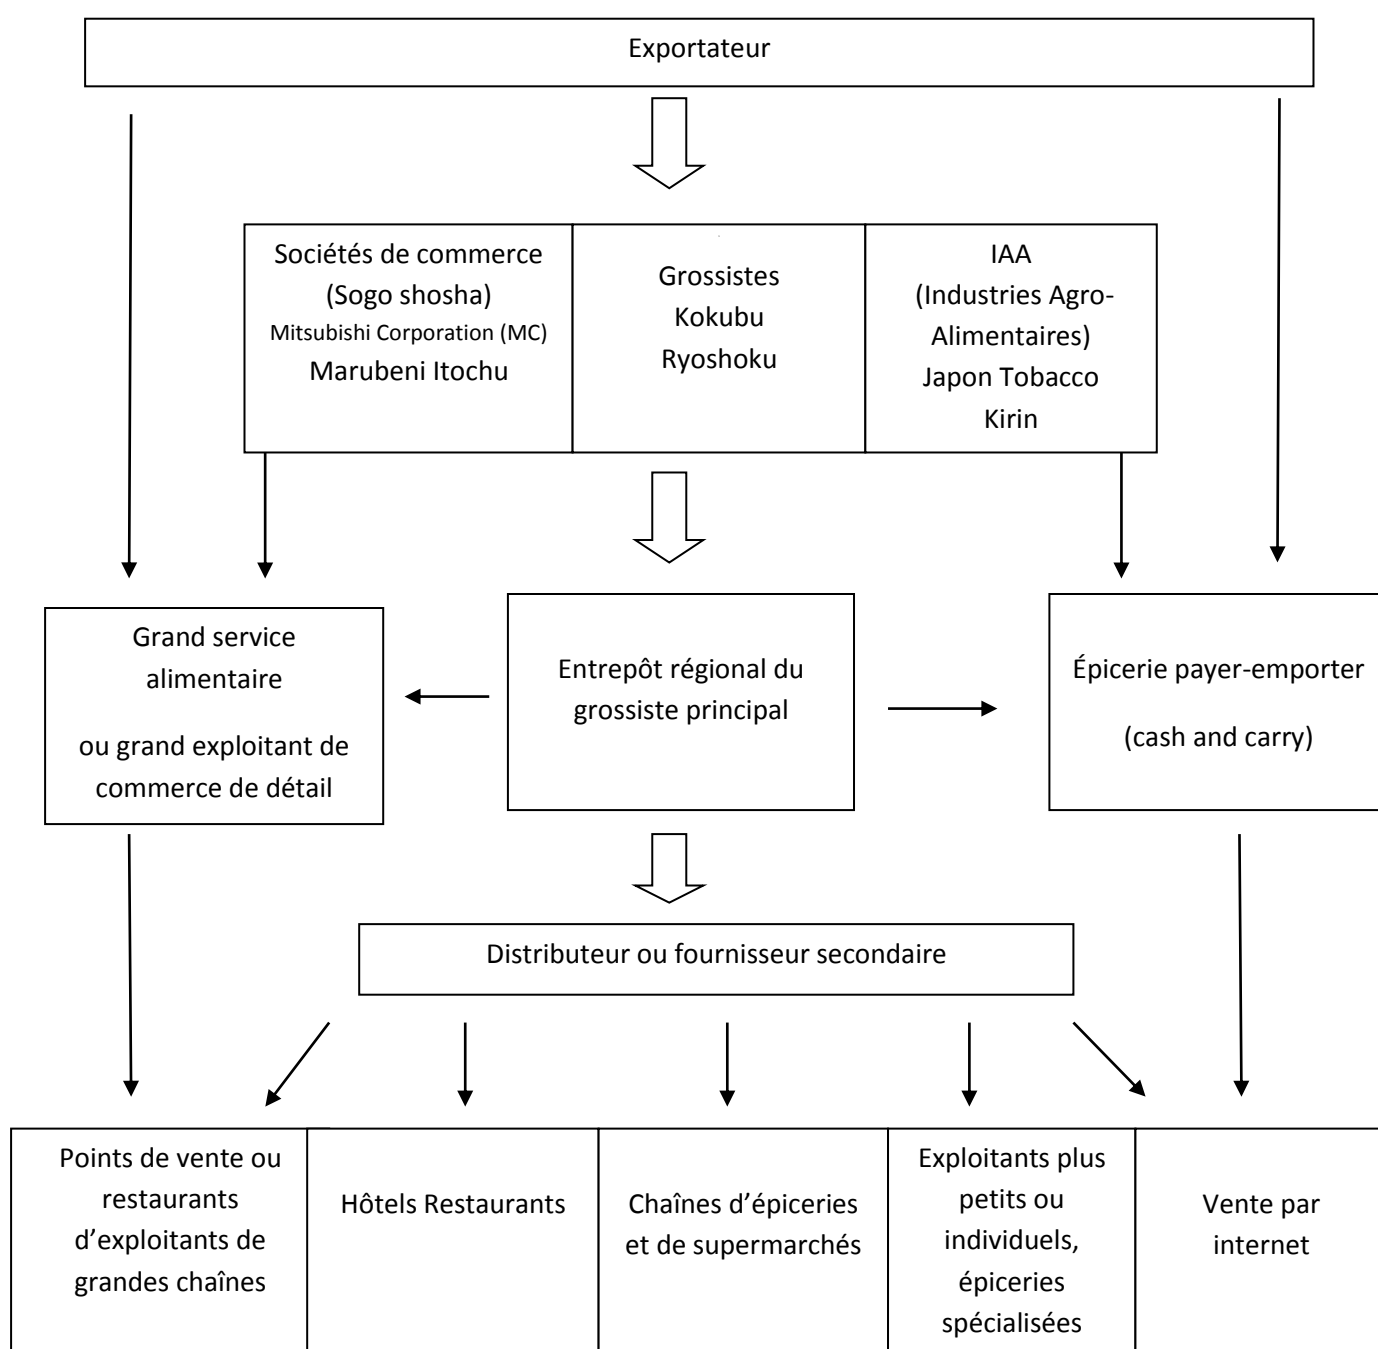 Exportateur
Sociétés de commerce
(Sogo shosha)
Mitsubishi Corporation (MC)
Marubeni Itochu
Grossistes
Kokubu
Ryoshoku
IAA
(Industries Agro-
Alimentaires)
Japon Tobacco
Kirin
Grand service
alimentaire
ou grand exploitant de
commerce de détail
Entrepôt régional du
grossiste principal
Épicerie payer-emporter
(cash and carry)
Distributeur ou fournisseur secondaire
Points de vente ou
restaurants
d’exploitants de
grandes chaînes
Hôtels Restaurants
Chaînes d’épiceries
et de supermarchés
Exploitants plus
petits ou
individuels,
épiceries
spécialisées
Vente par
internet